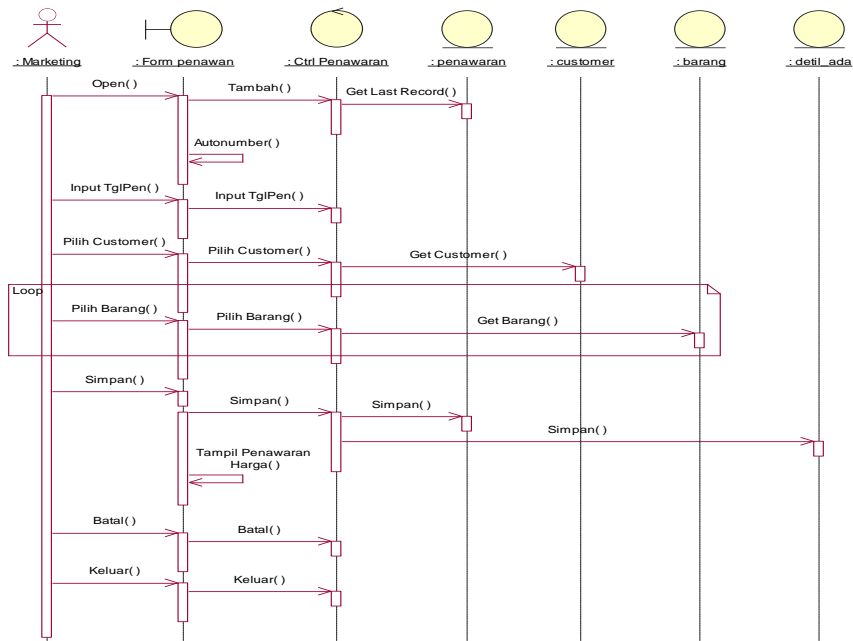 : Marketing
: Form penawan
: Ctrl Penawaran
: penawaran
: customer
: barang
: detil_ada
Open( )
Tambah( )
Get Last Record( )
Autonumber( )
Input TglPen( )
Input TglPen( )
Pilih Customer( )
Pilih Customer( )
Get Customer( )
Loop
Pilih Barang( )
Pilih Barang( )
Get Barang( )
Simpan( )
Simpan( )
Simpan( )
Simpan( )
Tampil Penawaran
Harga( )
Batal( )
Batal( )
Keluar( )
Keluar( )